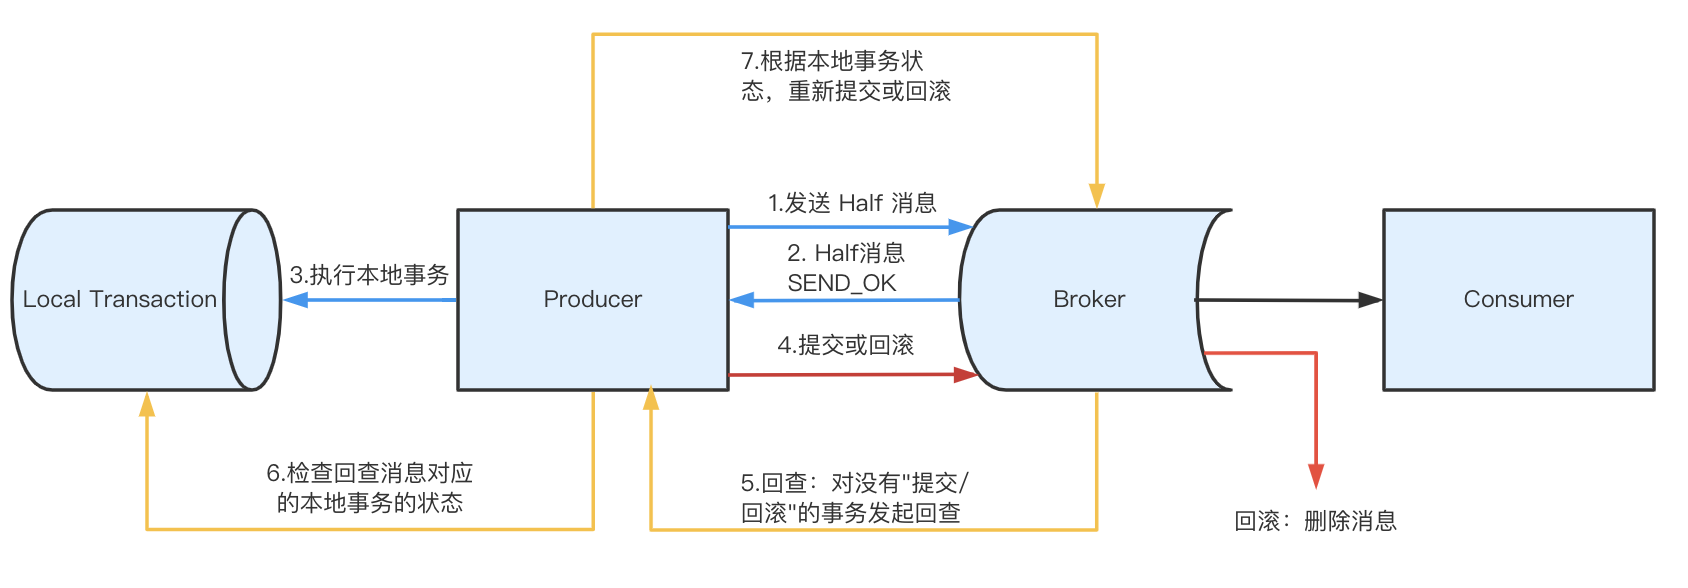 7.根据本地事务状
态，重新提交或回滚
1.发送 Half 消息
2. Half消息
SEND_OK
3.执行本地事务
Local Transaction
Producer
Broker
Consumer
4.提交或回滚
6.检查回查消息对应
的本地事务的状态
5.回查：对没有"提交/
回滚"的事务发起回查
回滚：删除消息